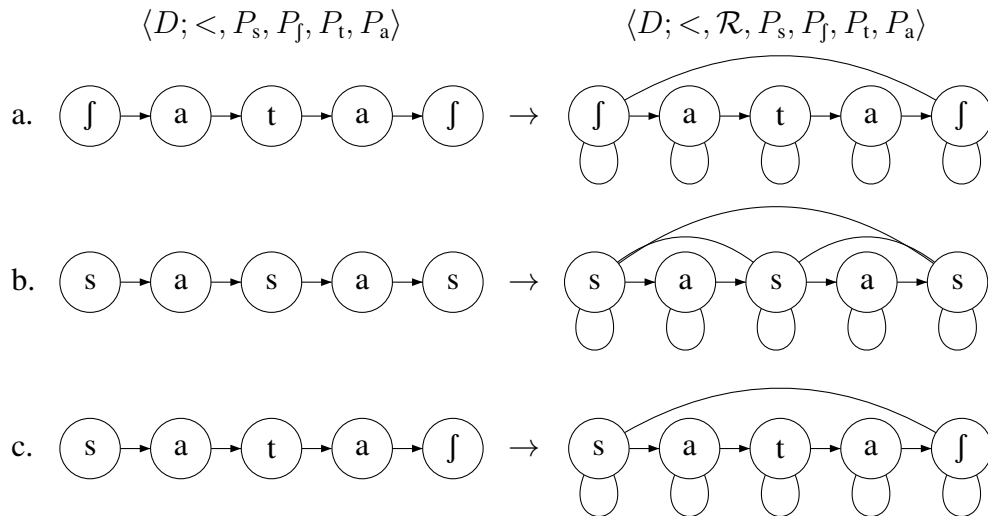 ⟨D; <, P_s, P_ʃ, P_t, P_a⟩ ⟨D; <, ℛ, P_s, P_ʃ, P_t, P_a⟩
a. ʃ a t a ʃ → ʃ a t a ʃ
b. s a s a s → s a s a s
c. s a t a ʃ → s a t a ʃ